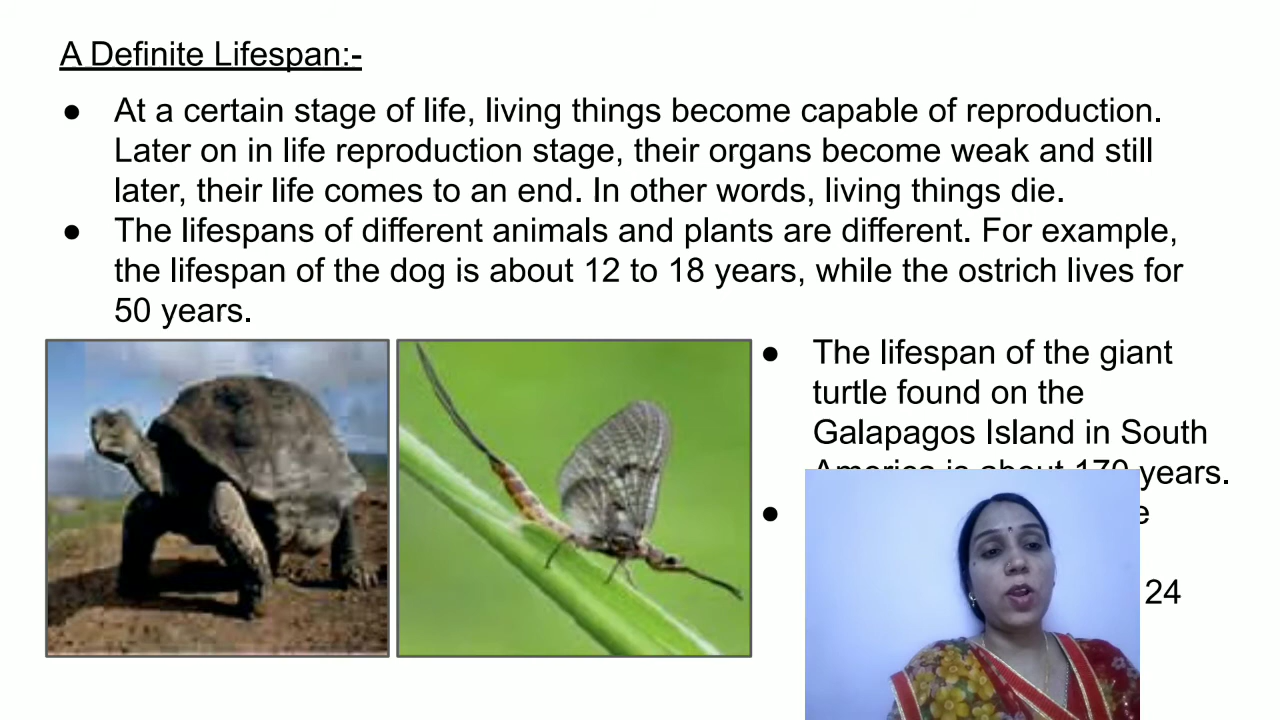 A Definite Lifespan:-
● At a certain stage of life, living things become capable of reproduction.
Later on in life reproduction stage, their organs become weak and still
later, their life comes to an end. In other words, living things die.
● The lifespans of different animals and plants are different. For example,
the lifespan of the dog is about 12 to 18 years, while the ostrich lives for
50 years.
● The lifespan of the giant
turtle found on the
Galapagos Island in South
America is about 170 years.
●
24